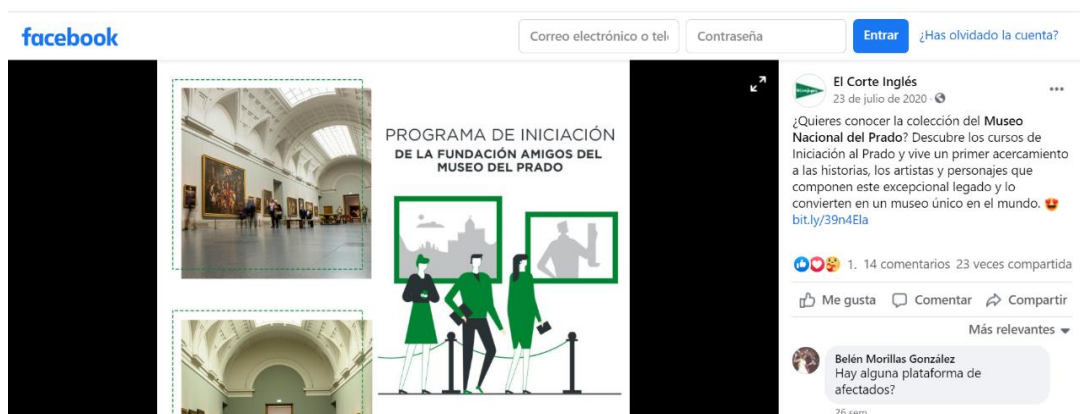 facebook
Correo electrónico o tel
Contraseña
Entrar
¿Has olvidado la cuenta?
PROGRAMA DE INICIACIÓN
DE LA FUNDACIÓN AMIGOS DEL
MUSEO DEL PRADO
El Corte Inglés
23 de julio de 2020 ·
¿Quieres conocer la colección del Museo
Nacional del Prado? Descubre los cursos de
Iniciación al Prado y vive un primer acercamiento
a las historias, los artistas y personajes que
componen este excepcional legado y lo
convierten en un museo único en el mundo.
bit.ly/39n4Ela
1. 14 comentarios 23 veces compartida
Me gusta Comentar Compartir
Más relevantes
Belén Morillas González
Hay alguna plataforma de
afectados?
26 sem